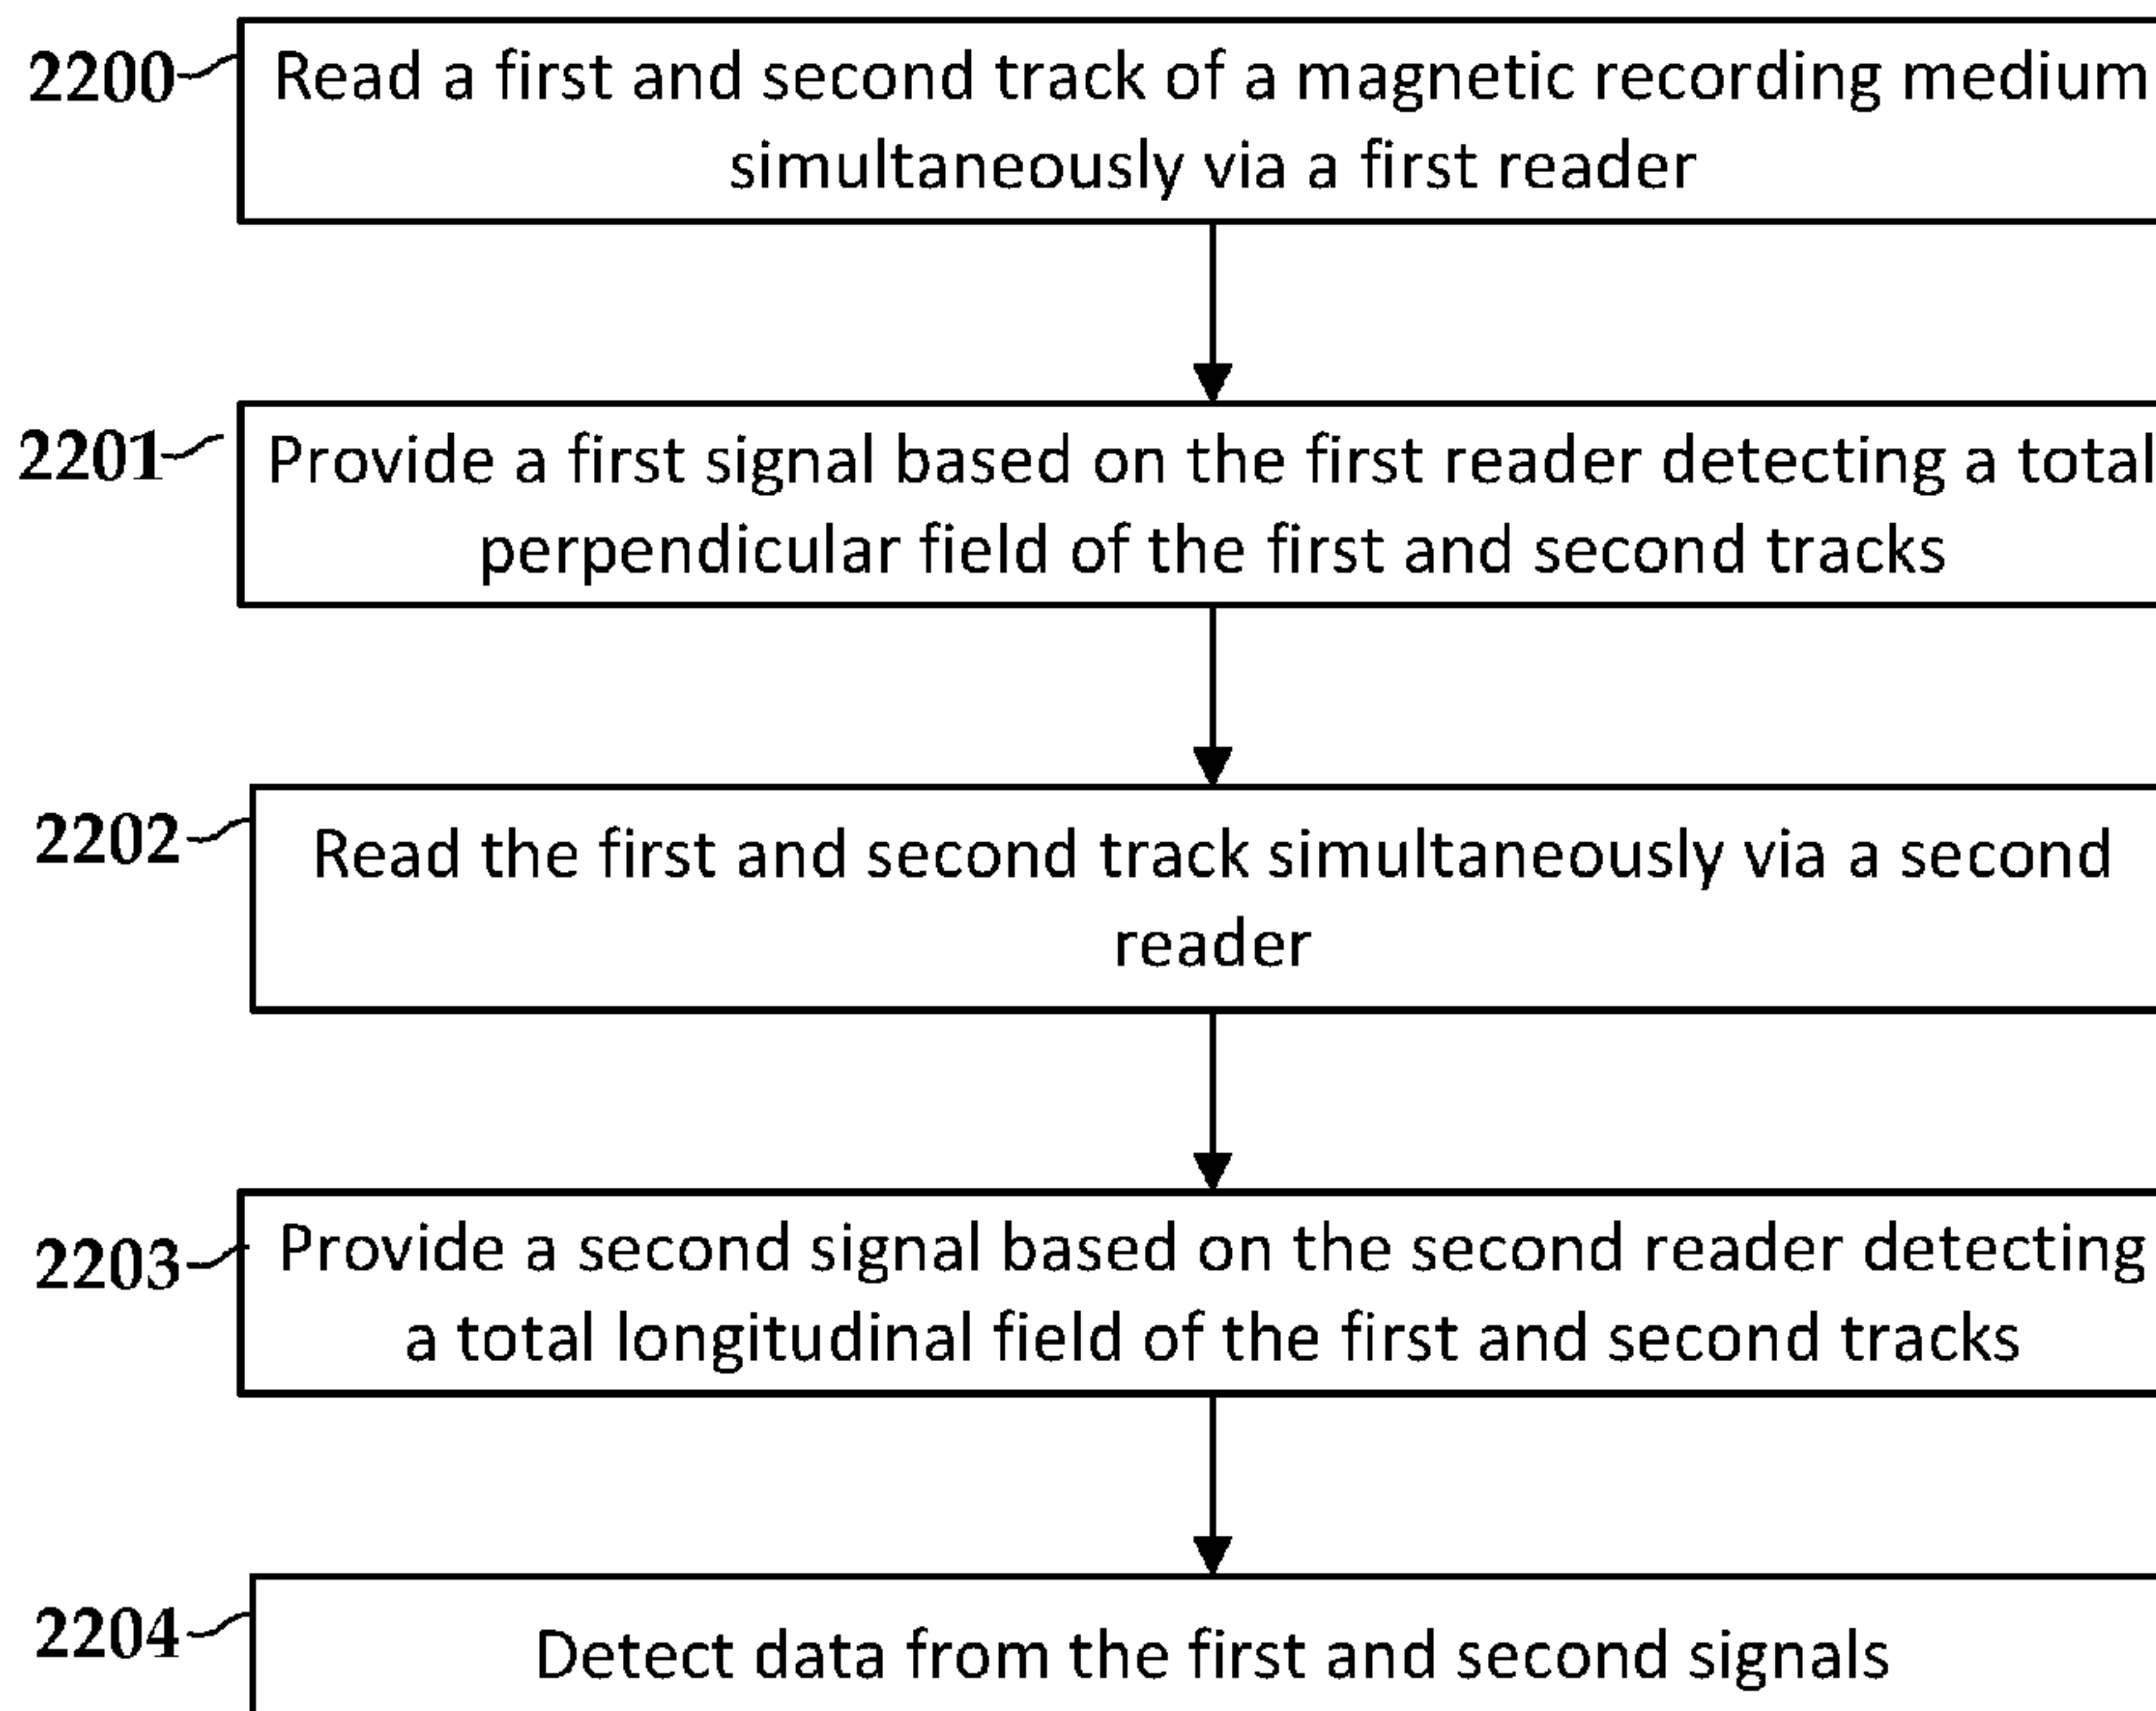 2200
Read a first and second track of a magnetic recording medium
simultaneously via a first reader
2201
Provide a first signal based on the first reader detecting a total
perpendicular field of the first and second tracks
2202
Read the first and second track simultaneously via a second
reader
2203
Provide a second signal based on the second reader detecting
a total longitudinal field of the first and second tracks
2204
Detect data from the first and second signals